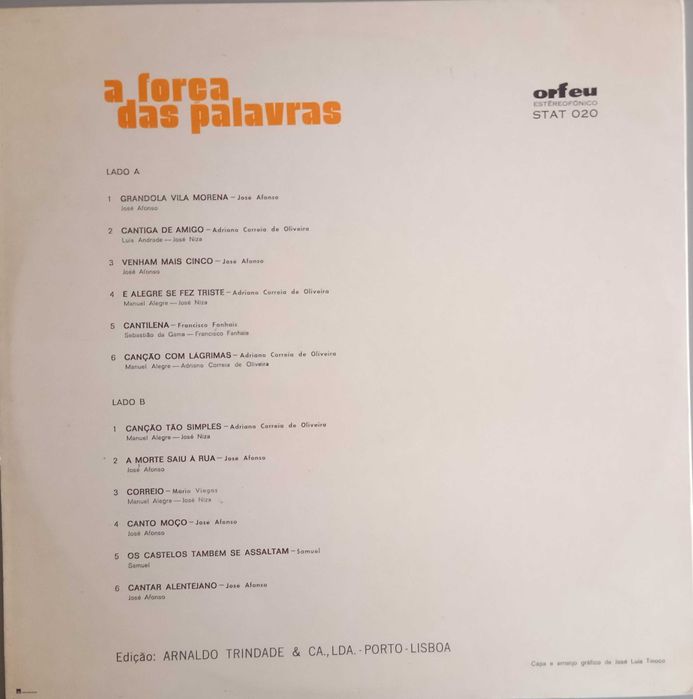 a força
das palavras
orfeu
ESTÉREOFÓNICO
STAT 020
LADO A
1 GRANDOLA VILA MORENA – José Afonso
José Afonso
2 CANTIGA DE AMIGO – Adriano Correia de Oliveira
Luis Andrade — José Niza
3 VENHAM MAIS CINCO – José Afonso
José Afonso
4 E ALEGRE SE FEZ TRISTE – Adriano Correia de Oliveira
Manuel Alegre — José Niza
5 CANTILENA – Francisco Fanhais
Sebastião da Gama — Francisco Fanhais
6 CANÇÃO COM LÁGRIMAS – Adriano Correia de Oliveira
Manuel Alegre — Adriano Correia de Oliveira
LADO B
1 CANÇÃO TÃO SIMPLES – Adriano Correia de Oliveira
Manuel Alegre — José Niza
2 A MORTE SAIU À RUA – José Afonso
José Afonso
3 CORREIO – Mario Viegas
Manuel Alegre — José Niza
4 CANTO MOÇO – José Afonso
José Afonso
5 OS CASTELOS TAMBÉM SE ASSALTAM – Samuel
Samuel
6 CANTAR ALENTEJANO – José Afonso
José Afonso
Edição: ARNALDO TRINDADE & CA., LDA. - PORTO - LISBOA
Capa e arranjo gráfico de José Luis Tinoco